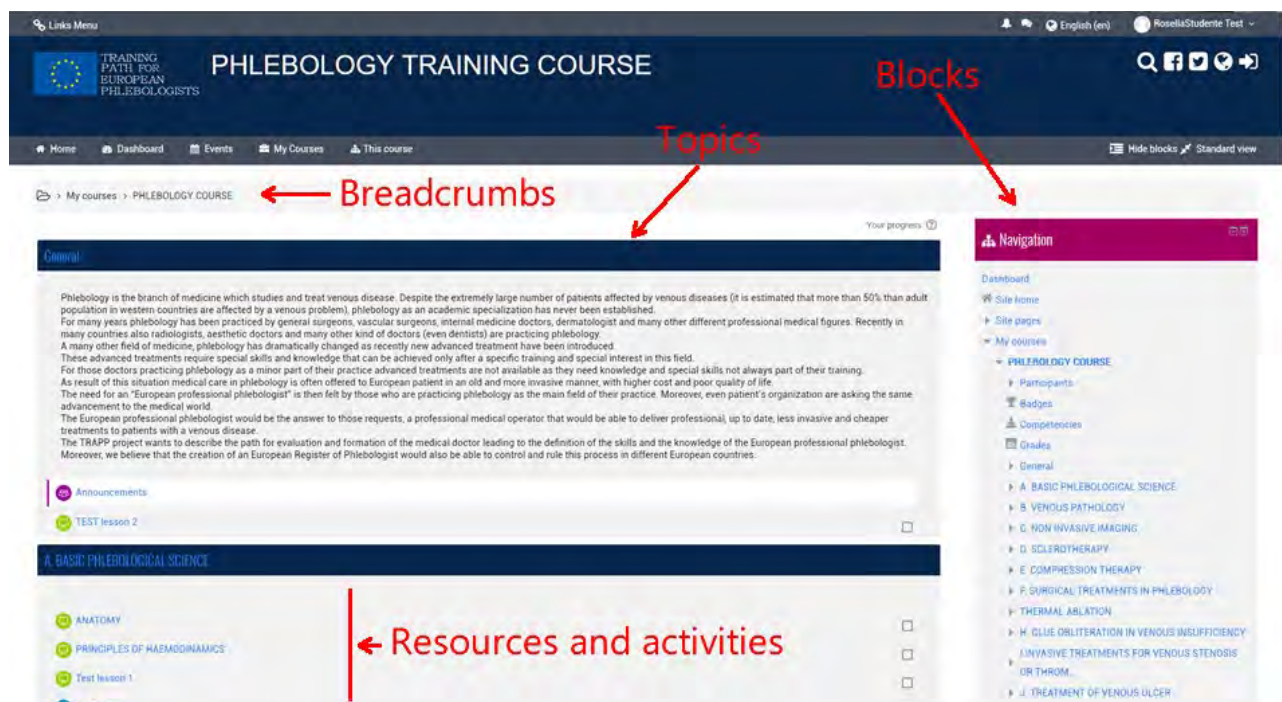 Links Menu
English (en)
RosellaStudente Test
TRAINING
PATH FOR
EUROPEAN
PHLEBOLOGISTS
PHLEBOLOGY TRAINING COURSE
Blocks
Topics
Home
Dashboard
Events
My Courses
This course
Hide blocks
Standard view
> My courses > PHLEBOLOGY COURSE
Breadcrumbs
Your progress
General
Phlebology is the branch of medicine which studies and treat venous disease. Despite the extremely large number of patients affected by venous diseases (it is estimated that more than 50% than adult
population in western countries are affected by a venous problem), phlebology as an academic specialization has never been established.
For many years phlebology has been practiced by general surgeons, vascular surgeons, internal medicine doctors, dermatologist and many other different professional medical figures. Recently in
many countries also radiologists, aesthetic doctors and many other kind of doctors (even dentists) are practicing phlebology.
A many other field of medicine, phlebology has dramatically changed as recently new advanced treatment have been introduced.
These advanced treatments require special skills and knowledge that can be achieved only after a specific training and special interest in this field.
For those doctors practicing phlebology as a minor part of their practice advanced treatments are not available as they need knowledge and special skills not always part of their training.
As result of this situation medical care in phlebology is often offered to European patient in an old and more invasive manner, with higher cost and poor quality of life.
The need for an "European professional phlebologist" is then felt by those who are practicing phlebology as the main field of their practice. Moreover, even patient's organization are asking the same
advancement to the medical world.
The European professional phlebologist would be the answer to those requests, a professional medical operator that would be able to deliver professional, up to date, less invasive and cheaper
treatments to patients with a venous disease.
The TRAPP project wants to describe the path for evaluation and formation of the medical doctor leading to the definition of the skills and the knowledge of the European professional phlebologist.
Moreover, we believe that the creation of an European Register of Phlebologist would also be able to control and rule this process in different European countries.
Announcements
TEST lesson 2
A. BASIC PHLEBOLOGICAL SCIENCE
ANATOMY
PRINCIPLES OF HAEMODINAMICS
Test lesson 1
Resources and activities
Navigation
Dashboard
Site home
Site pages
My courses
PHLEBOLOGY COURSE
Participants
Badges
Competencies
Grades
General
A. BASIC PHLEBOLOGICAL SCIENCE
B. VENOUS PATHOLOGY
C. NON INVASIVE IMAGING
D. SCLEROTHERAPY
E. COMPRESSION THERAPY
F. SURGICAL TREATMENTS IN PHLEBOLOGY
THERMAL ABLATION
H. GLUE OBLITERATION IN VENOUS INSUFFICIENCY
I.INVASIVE TREATMENTS FOR VENOUS STENOSIS
OR THROM...
J. TREATMENT OF VENOUS ULCER